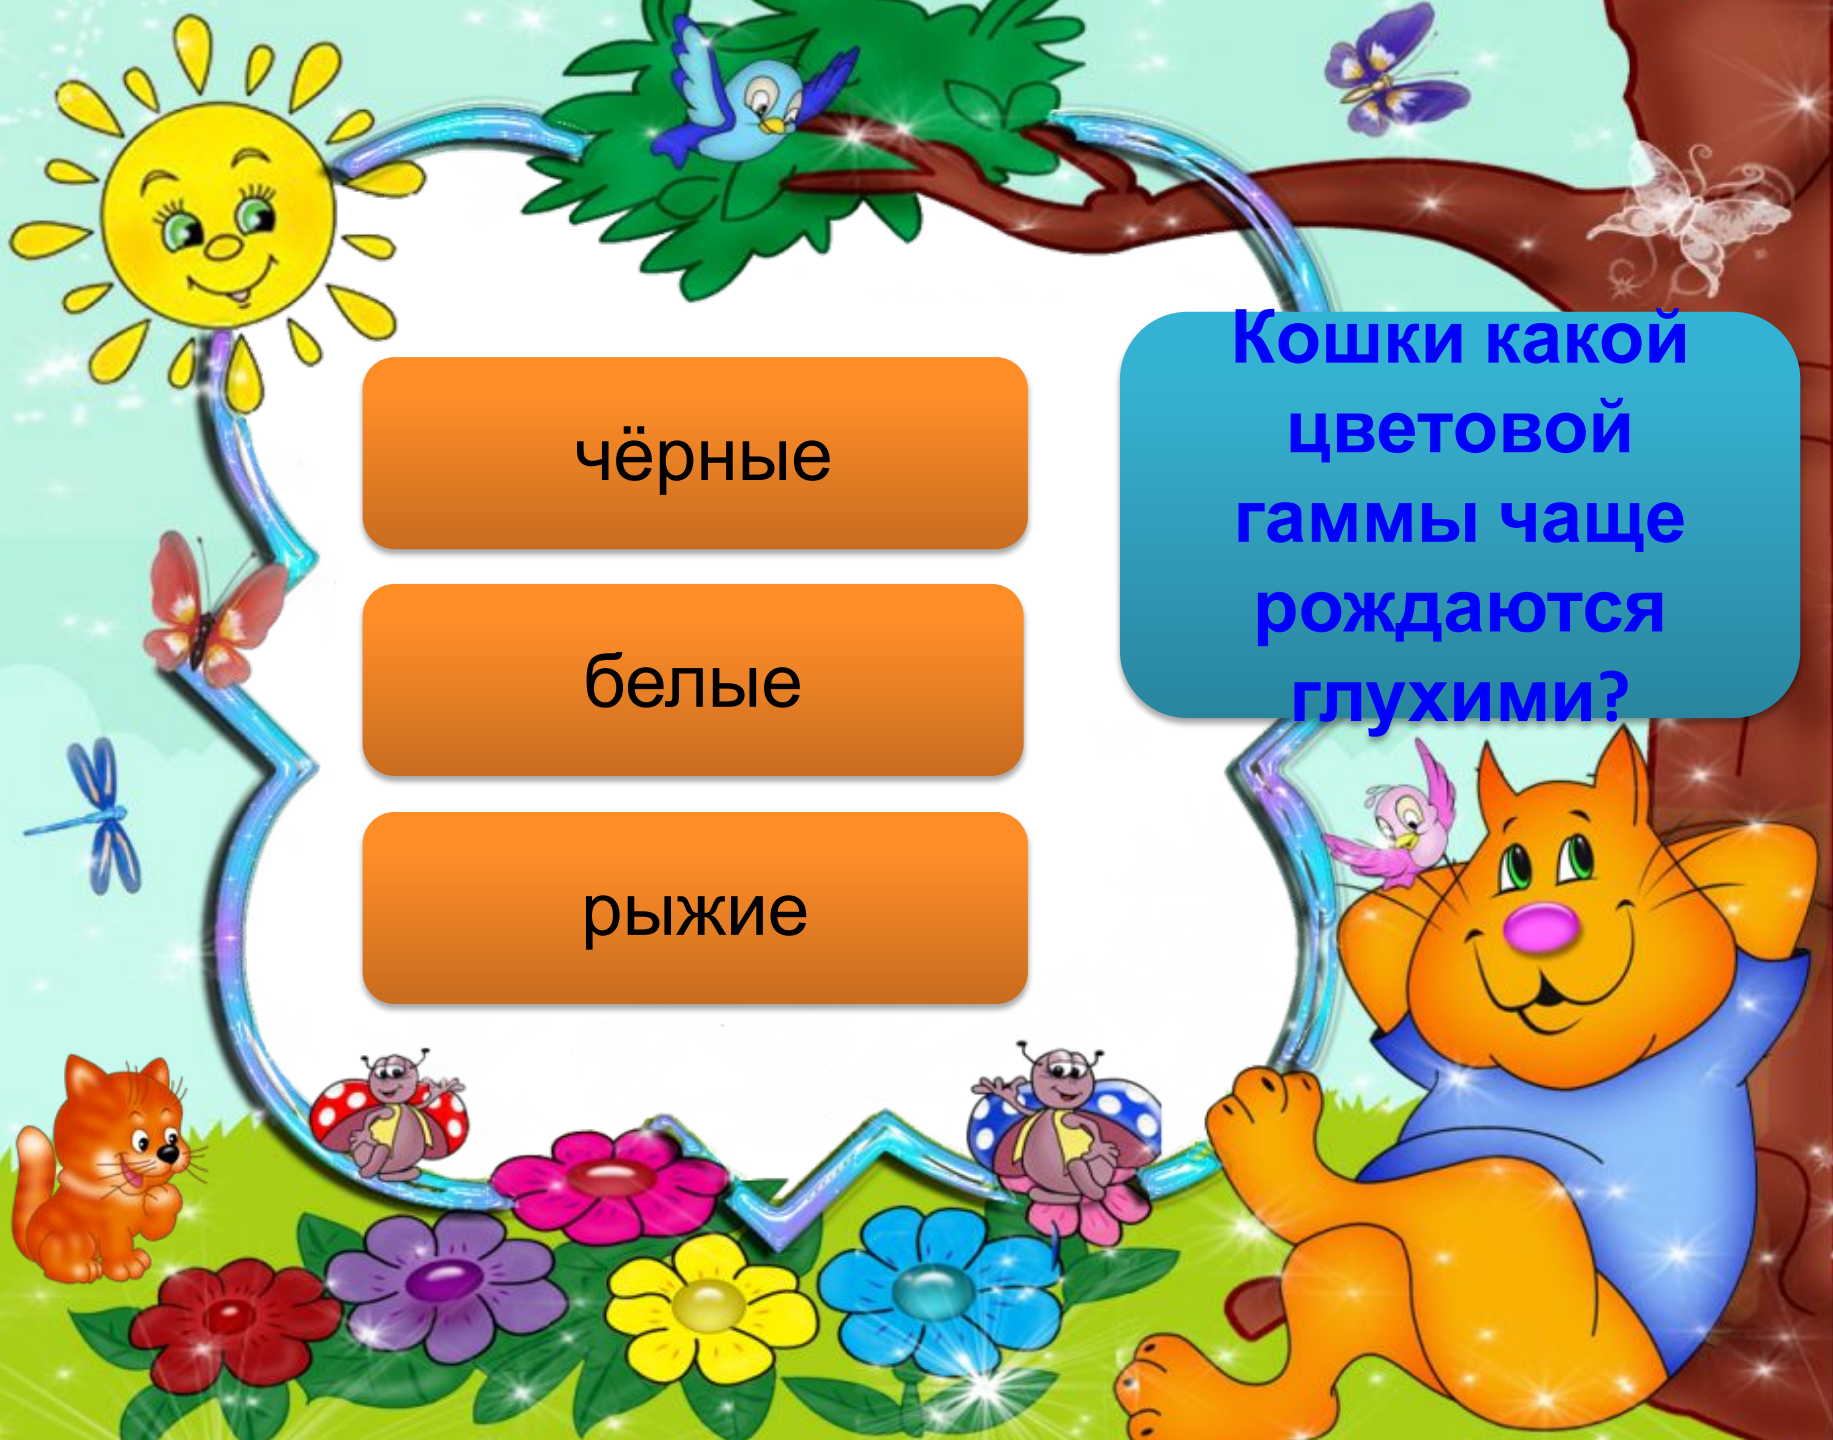 Кошки какой
цветовой
гаммы чаще
рождаются
глухими?
чёрные
белые
рыжие